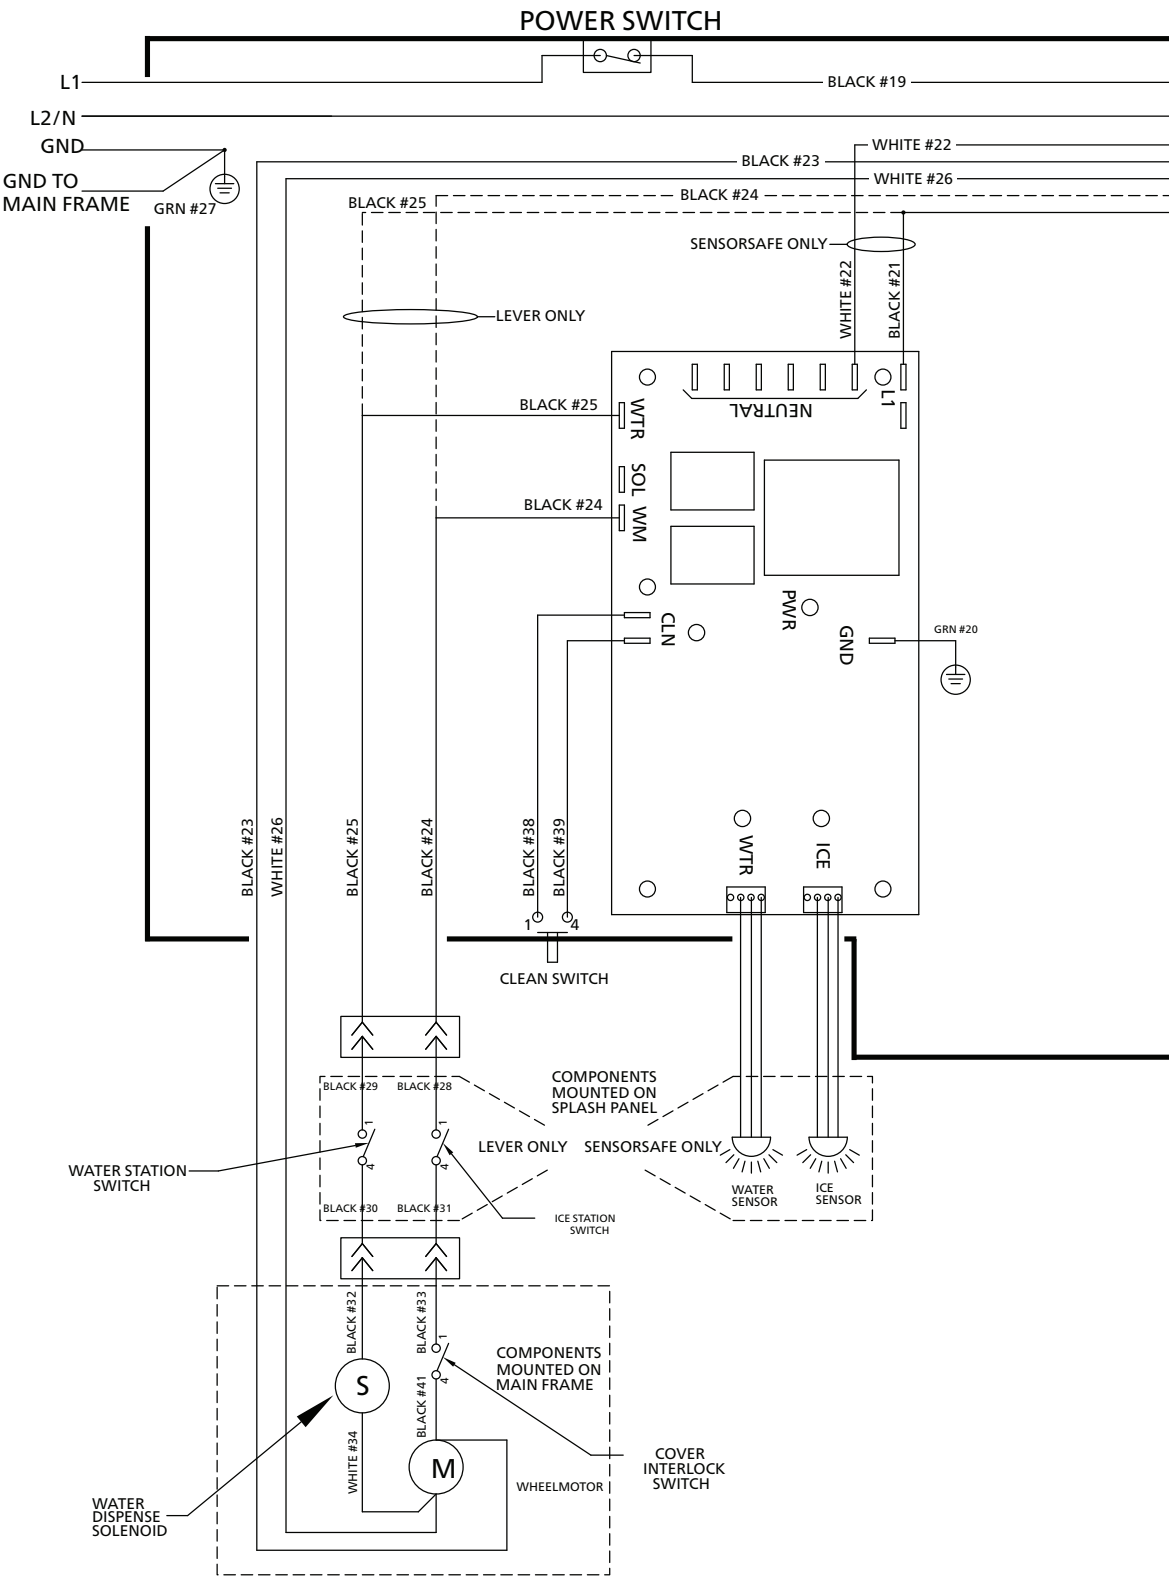 POWER SWITCH
L1
BLACK #19
L2/N
GND
WHITE #22
BLACK #23
GND TO
MAIN FRAME
GRN #27
WHITE #26
BLACK #24
BLACK #25
SENSORSAFE ONLY
WHITE #22
BLACK #21
LEVER ONLY
BLACK #25
WTR
NEUTRAL
L1
SOL
BLACK #24
WM
CLN
PWR
GND
GRN #20
BLACK #23
WHITE #26
BLACK #25
BLACK #24
BLACK #38
BLACK #39
WTR
ICE
1
4
CLEAN SWITCH
BLACK #29
BLACK #28
COMPONENTS
MOUNTED ON
SPLASH PANEL
1
1
LEVER ONLY
SENSORSAFE ONLY
4
4
WATER STATION
SWITCH
WATER
SENSOR
ICE
SENSOR
BLACK #30
BLACK #31
ICE STATION
SWITCH
BLACK #32
BLACK #33
1
4
COMPONENTS
MOUNTED ON
MAIN FRAME
S
BLACK #41
WHITE #34
M
WHEELMOTOR
COVER
INTERLOCK
SWITCH
WATER
DISPENSE
SOLENOID